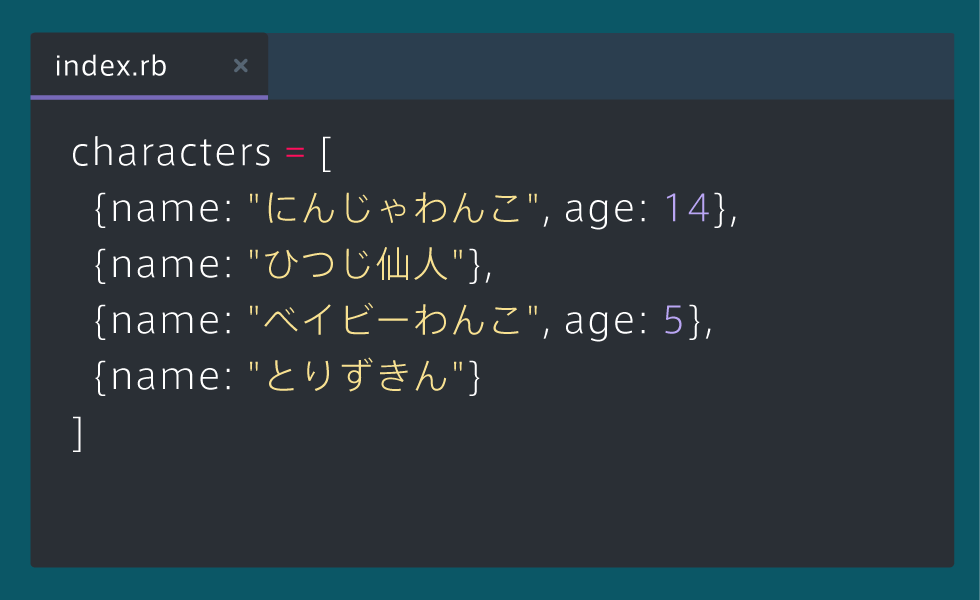 index.rb ×
characters = [
  {name: "にんじゃわんこ", age: 14},
  {name: "ひつじ仙人"},
  {name: "ベイビーわんこ", age: 5},
  {name: "とりずきん"}
]